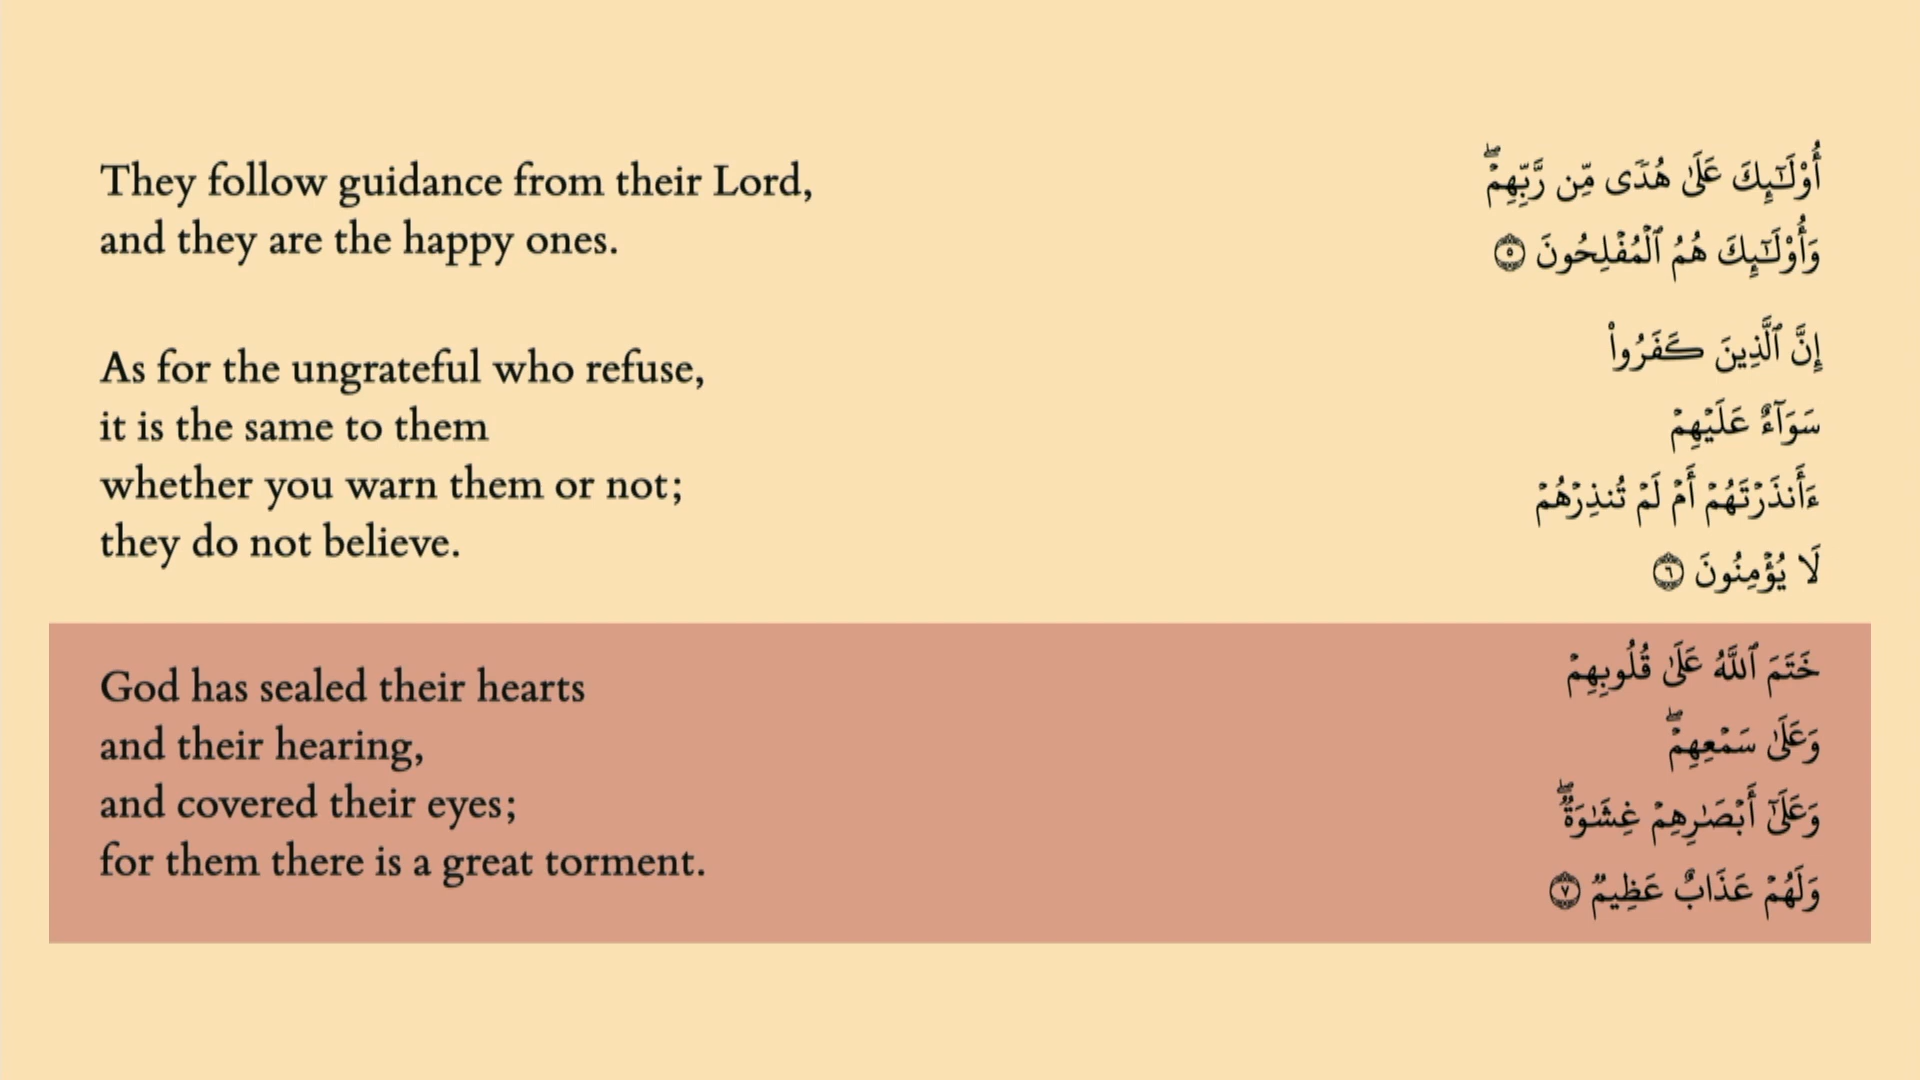 They follow guidance from their Lord,
and they are the happy ones.
As for the ungrateful who refuse,
it is the same to them
whether you warn them or not;
they do not believe.
God has sealed their hearts
and their hearing,
and covered their eyes;
for them there is a great torment.
أُو۟لَـٰٓئِكَ عَلَىٰ هُدًى مِّن رَّبِّهِمْ ۖ
وَأُو۟لَـٰٓئِكَ هُمُ ٱلْمُفْلِحُونَ ٥
إِنَّ ٱلَّذِينَ كَفَرُوا۟
سَوَآءٌ عَلَيْهِمْ
ءَأَنذَرْتَهُمْ أَمْ لَمْ تُنذِرْهُمْ
لَا يُؤْمِنُونَ ٦
خَتَمَ ٱللَّهُ عَلَىٰ قُلُوبِهِمْ
وَعَلَىٰ سَمْعِهِمْ ۖ
وَعَلَىٰٓ أَبْصَـٰرِهِمْ غِشَـٰوَةٌ ۖ
وَلَهُمْ عَذَابٌ عَظِيمٌ ٧